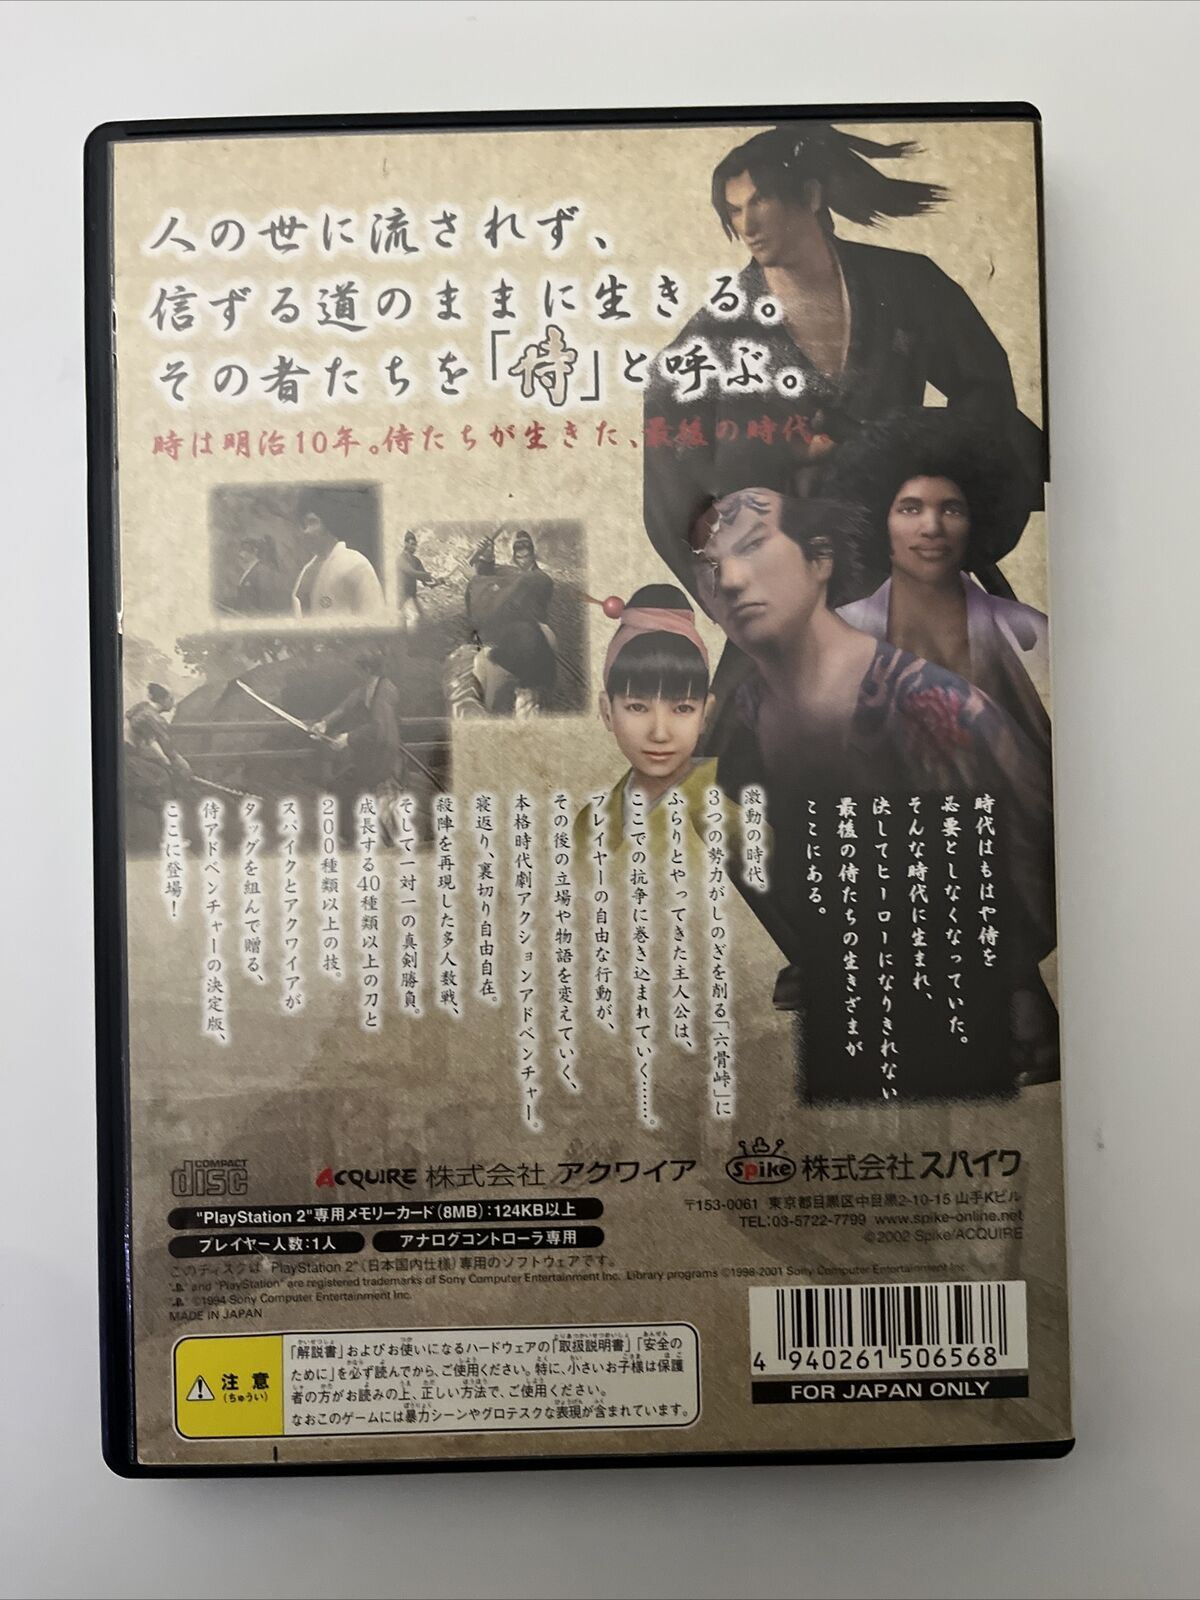 人の世に流されず、
信ずる道のままに生きる。
その者たちを「侍」と呼ぶ。
時は明治10年。侍たちが生きた、最後の時代。
時代はもはや侍を
必要としなくなっていた。
そんな時代に生まれ、
決してヒーローになりきれない
最後の侍たちの生きざまが
ここにある。
激動の時代。
3つの勢力がしのぎを削る「六骨峠」に
ふらりとやってきた主人公は、
ここでの抗争に巻き込まれていく……。
プレイヤーの自由な行動が、
その後の立場や物語を変えていく、
本格時代劇アクションアドベンチャー。
寝返り、裏切り自由自在。
殺陣を再現した多人数戦、
そして一対一の真剣勝負。
成長する40種類以上の刀と
200種類以上の技。
スパイクとアクワイアが
タッグを組んで贈る、
侍アドベンチャーの決定版、
ここに登場!
COMPACT disc
ACQUIRE 株式会社 アクワイア
Spike 株式会社 スパイク
〒153-0061 東京都目黒区中目黒2-10-15 山手Kビル
TEL:03-5722-7799 www.spike-online.net
©2002 Spike/ACQUIRE
"PlayStation 2"専用メモリーカード(8MB):124KB以上
プレイヤー人数:1人
アナログコントローラ専用
このディスクは "PlayStation 2"(日本国内仕様)専用のソフトウェアです。
and "PlayStation" are registered trademarks of Sony Computer Entertainment Inc. Library programs ©1998-2001 Sony Computer Entertainment Inc.
©1994 Sony Computer Entertainment Inc.
MADE IN JAPAN
注意
(ちゅうい)
「解説書」およびお使いになるハードウェアの「取扱説明書」「安全の
ために」を必ず読んでから、ご使用ください。特に、小さいお子様は保護
者の方がお読みの上、正しい方法で、ご使用ください。
なおこのゲームには暴力シーンやグロテスクな表現が含まれています。
4 940261 506568
FOR JAPAN ONLY